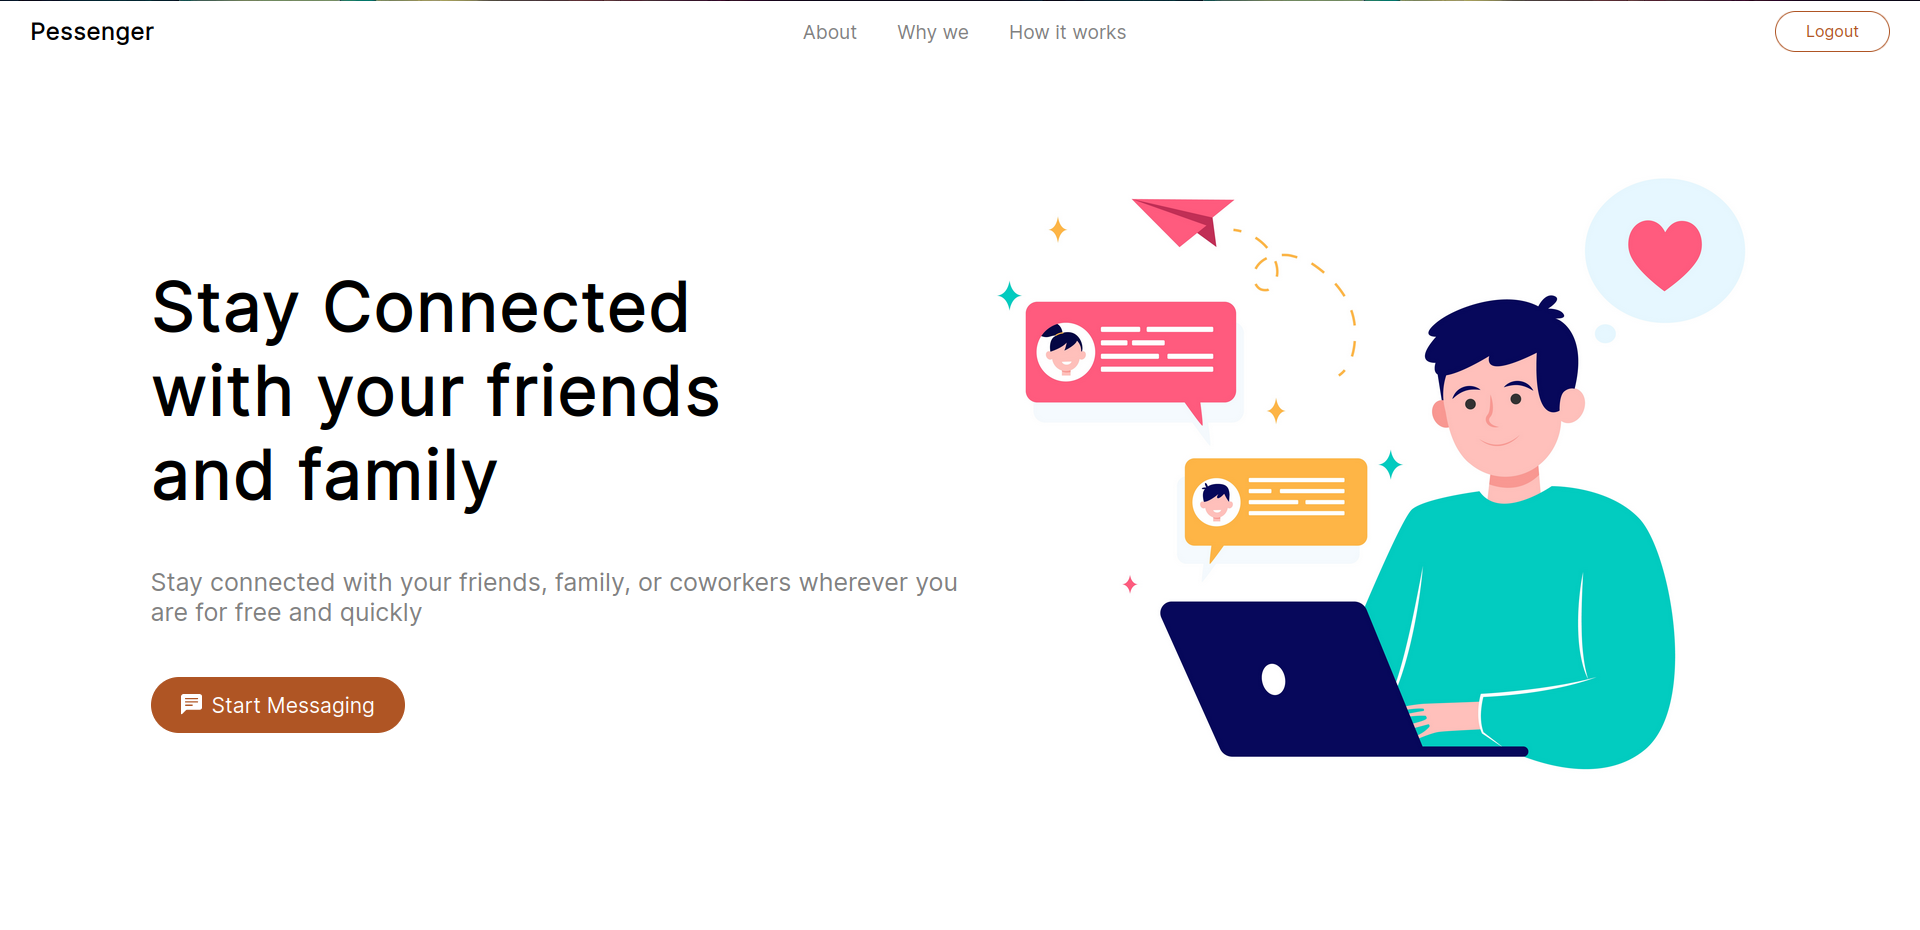 Pessenger
About
Why we
How it works
Logout
Stay Connected
with your friends
and family
Stay connected with your friends, family, or coworkers wherever you
are for free and quickly
Start Messaging